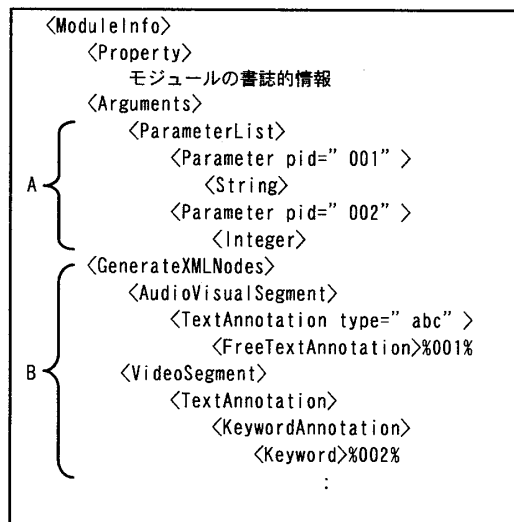 <ModuleInfo>
<Property>
モジュールの書誌的情報
<Arguments>
<ParameterList>
<Parameter pid=” 001” >
<String>
<Parameter pid=” 002” >
<Integer>
A
<GenerateXMLNodes>
<AudioVisualSegment>
<TextAnnotation type=” abc” >
<FreeTextAnnotation>%001%
B
<VideoSegment>
<TextAnnotation>
<KeywordAnnotation>
<Keyword>%002%
: